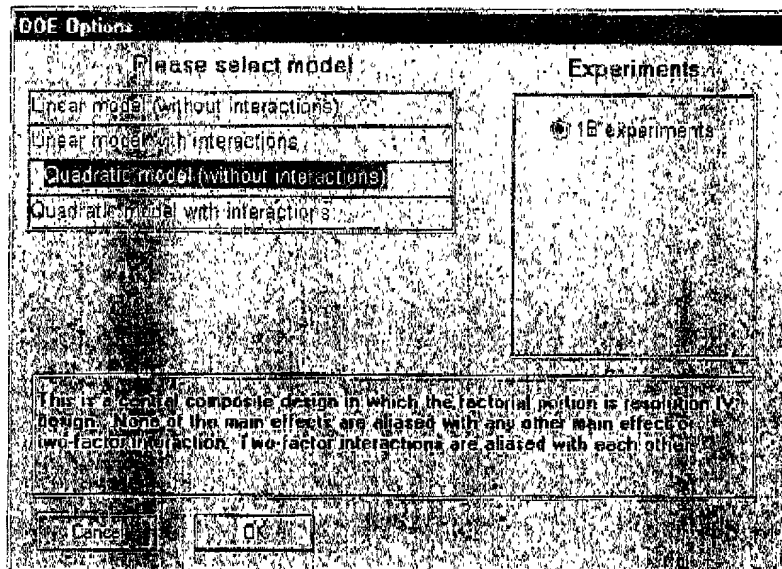 DOE Options
Please select model
Experiments
Linear model (without interactions)
Linear model with interactions
Quadratic model (without interactions)
Quadratic model with interactions
experiments
This is a central composite design in which the factorial portion is resolution IV
design. None of the main effects are aliased with any other main effect or
two-factor interaction. Two-factor interactions are aliased with each other
Cancel
OK